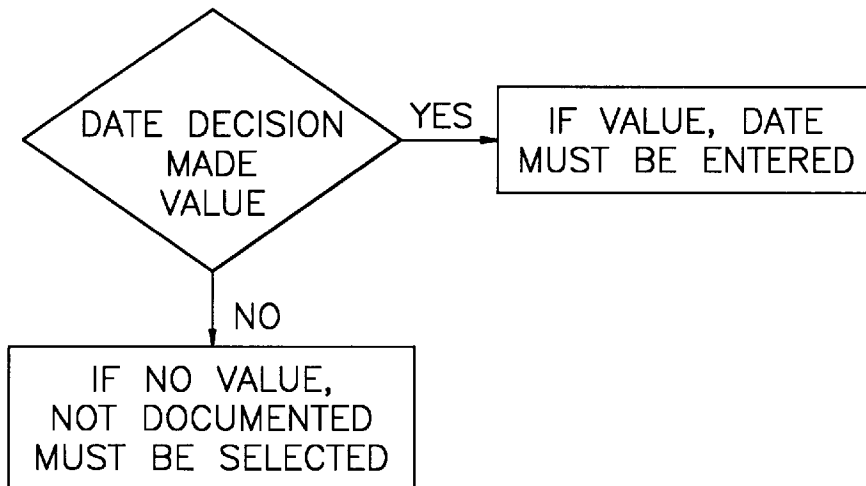 DATE DECISION
MADE
VALUE
YES
IF VALUE, DATE
MUST BE ENTERED
NO
IF NO VALUE,
NOT DOCUMENTED
MUST BE SELECTED